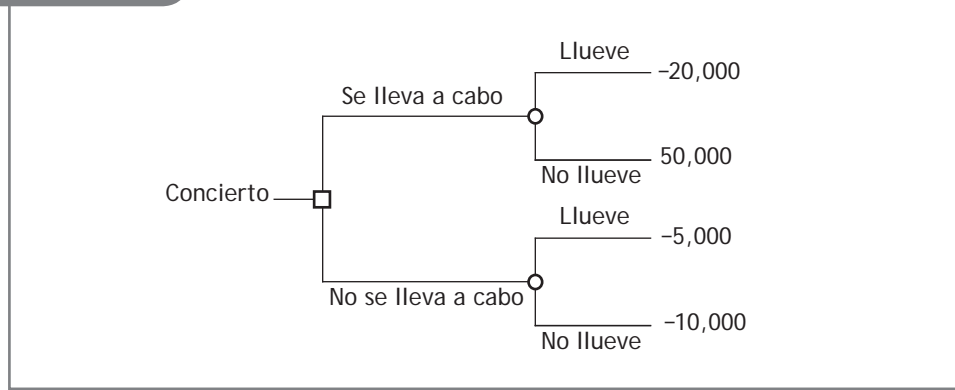 Llueve
–20,000
Se lleva a cabo
50,000
No llueve
Concierto
Llueve
–5,000
No se lleva a cabo
–10,000
No llueve